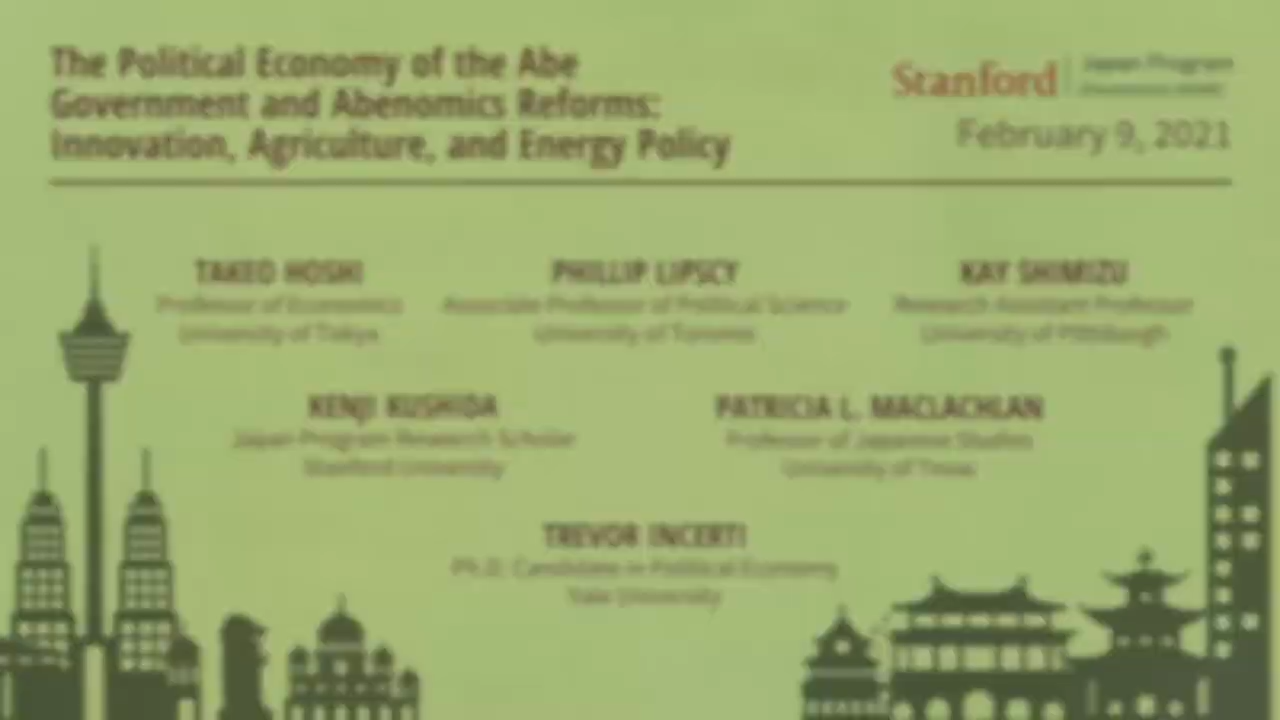 The Political Economy of the Abe
Government and Abenomics Reforms:
Innovation, Agriculture, and Energy Policy
Stanford
Japan Program
February 9, 2021
TAKEO HOSHI
Professor of Economics
University of Tokyo
PHILLIP LIPSCY
Associate Professor of Political Science
University of Toronto
KAY SHIMIZU
Research Assistant Professor
University of Pittsburgh
KENJI KUSHIDA
Japan Program Research Scholar
Stanford University
PATRICIA L. MACLACHLAN
Professor of Japanese Studies
University of Texas
TREVOR INCERTI
Ph.D. Candidate in Political Economy
Yale University